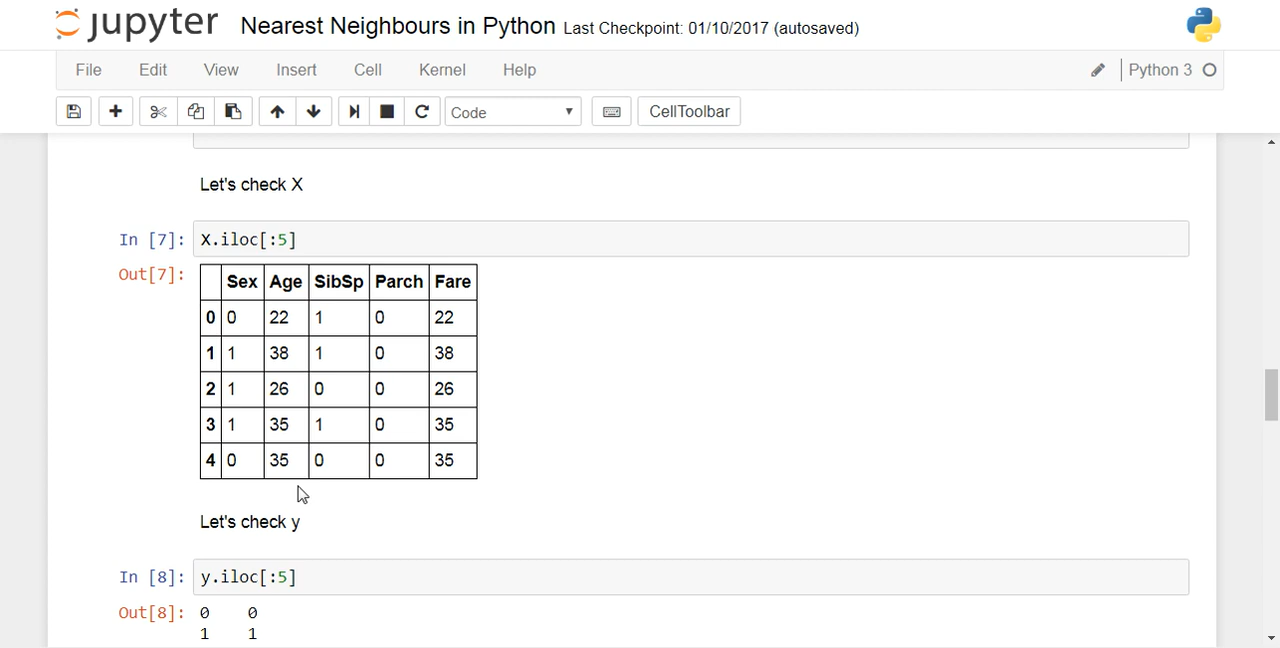 jupyter Nearest Neighbours in Python Last Checkpoint: 01/10/2017 (autosaved)
File Edit View Insert Cell Kernel Help Python 3
Code CellToolbar
Let's check X
In [7]: X.iloc[:5]
Out[7]:
Sex Age SibSp Parch Fare
0 0 22 1 0 22
1 1 38 1 0 38
2 1 26 0 0 26
3 1 35 1 0 35
4 0 35 0 0 35
Let's check y
In [8]: y.iloc[:5]
Out[8]: 0 0
1 1